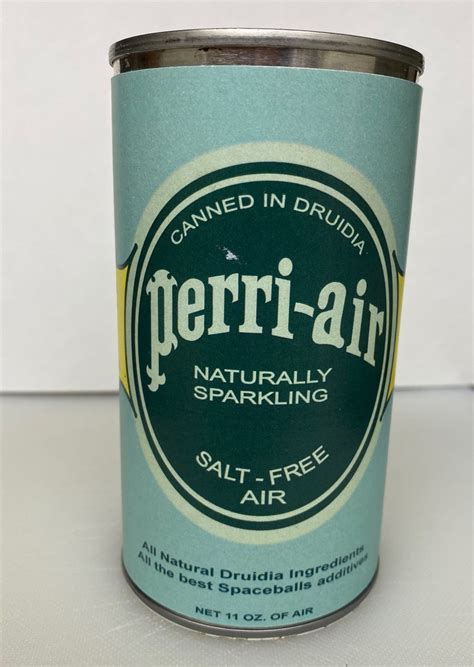 CANNED IN DRUIDIA
perri-air
NATURALLY
SPARKLING
SALT - FREE
AIR
All Natural Druidia Ingredients
All the best Spaceballs additives
NET 11 OZ. OF AIR